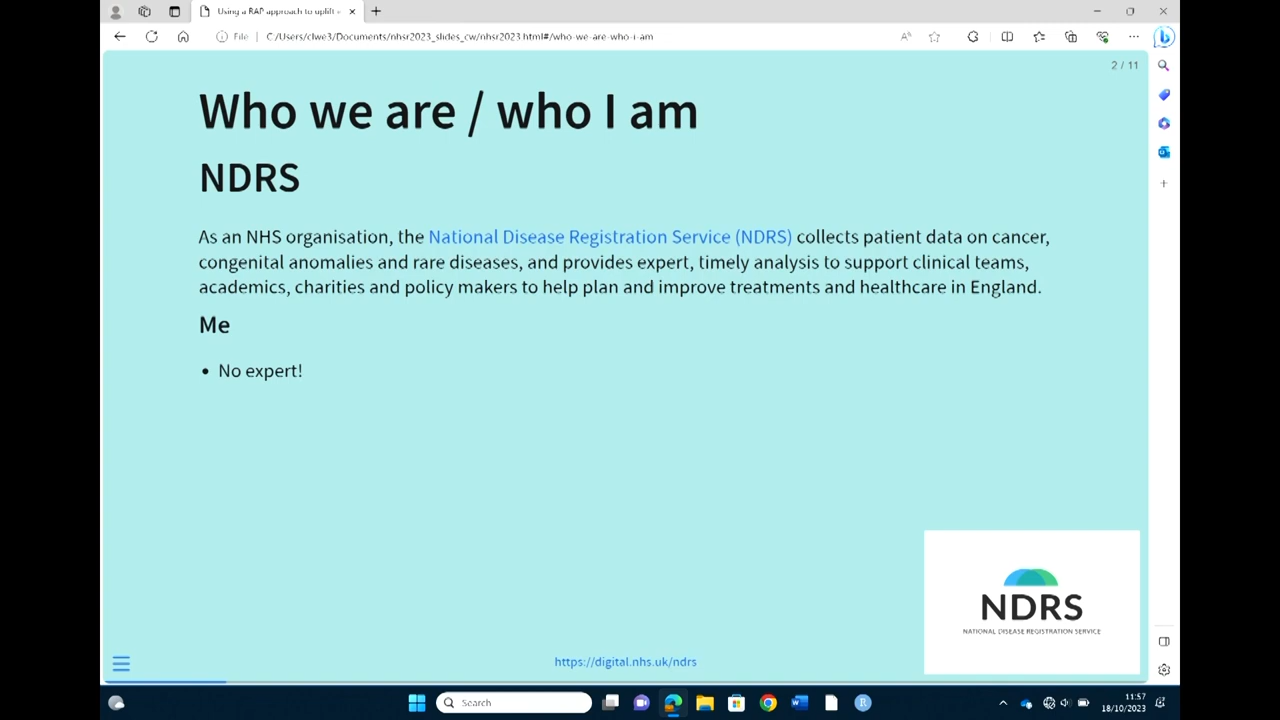 Using a RAP approach to uplift
File
C:/Users/clwe3/Documents/nhsr2023_slides_cw/nhsr2023.html#/who-we-are-who-i-am
2 / 11
Who we are / who I am
NDRS
As an NHS organisation, the National Disease Registration Service (NDRS) collects patient data on cancer,
congenital anomalies and rare diseases, and provides expert, timely analysis to support clinical teams,
academics, charities and policy makers to help plan and improve treatments and healthcare in England.
Me
• No expert!
NDRS
NATIONAL DISEASE REGISTRATION SERVICE
https://digital.nhs.uk/ndrs
Search
11:57
18/10/2023